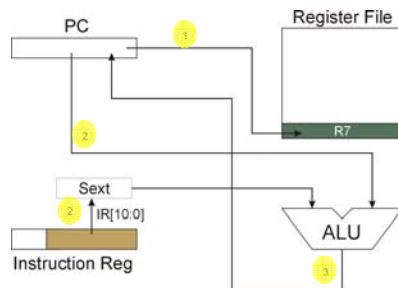 PC
1
Register File
R7
2
Sext
2
IR[10:0]
ALU
Instruction Reg
3